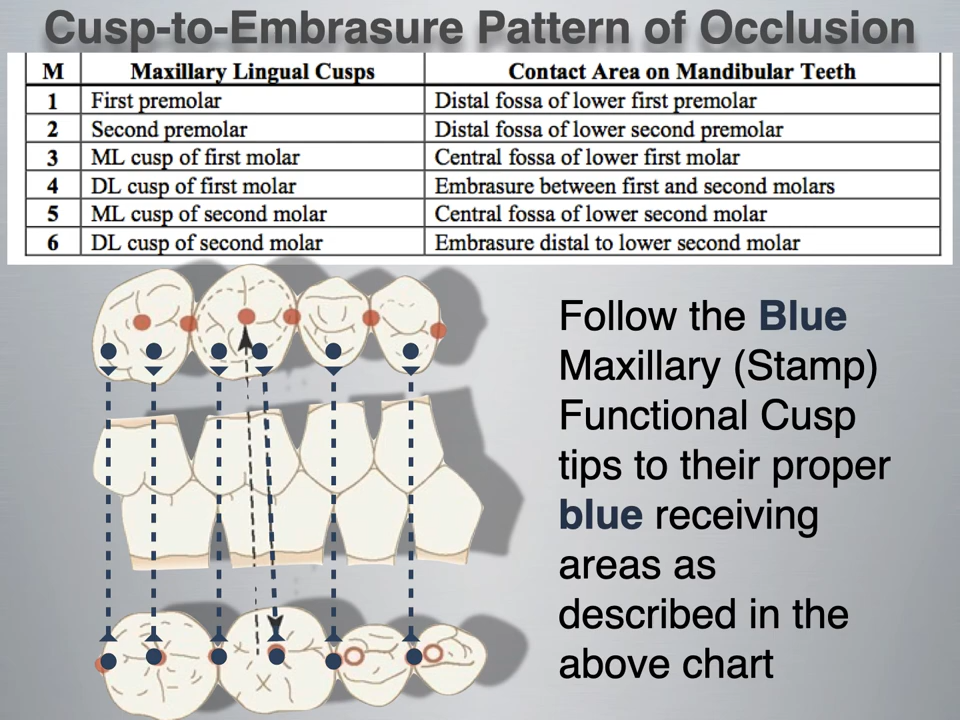 Cusp-to-Embrasure Pattern of Occlusion
M Maxillary Lingual Cusps Contact Area on Mandibular Teeth
1 First premolar Distal fossa of lower first premolar
2 Second premolar Distal fossa of lower second premolar
3 ML cusp of first molar Central fossa of lower first molar
4 DL cusp of first molar Embrasure between first and second molars
5 ML cusp of second molar Central fossa of lower second molar
6 DL cusp of second molar Embrasure distal to lower second molar
Follow the Blue
Maxillary (Stamp)
Functional Cusp
tips to their proper
blue receiving
areas as
described in the
above chart